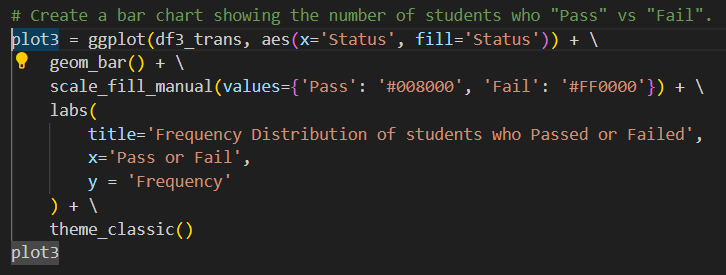 # Create a bar chart showing the number of students who "Pass" vs "Fail".
plot3 = ggplot(df3_trans, aes(x='Status', fill='Status')) + \
    geom_bar() + \
    scale_fill_manual(values={'Pass': '#008000', 'Fail': '#FF0000'}) + \
    labs(
        title='Frequency Distribution of students who Passed or Failed',
        x='Pass or Fail',
        y = 'Frequency'
    ) + \
    theme_classic()
plot3